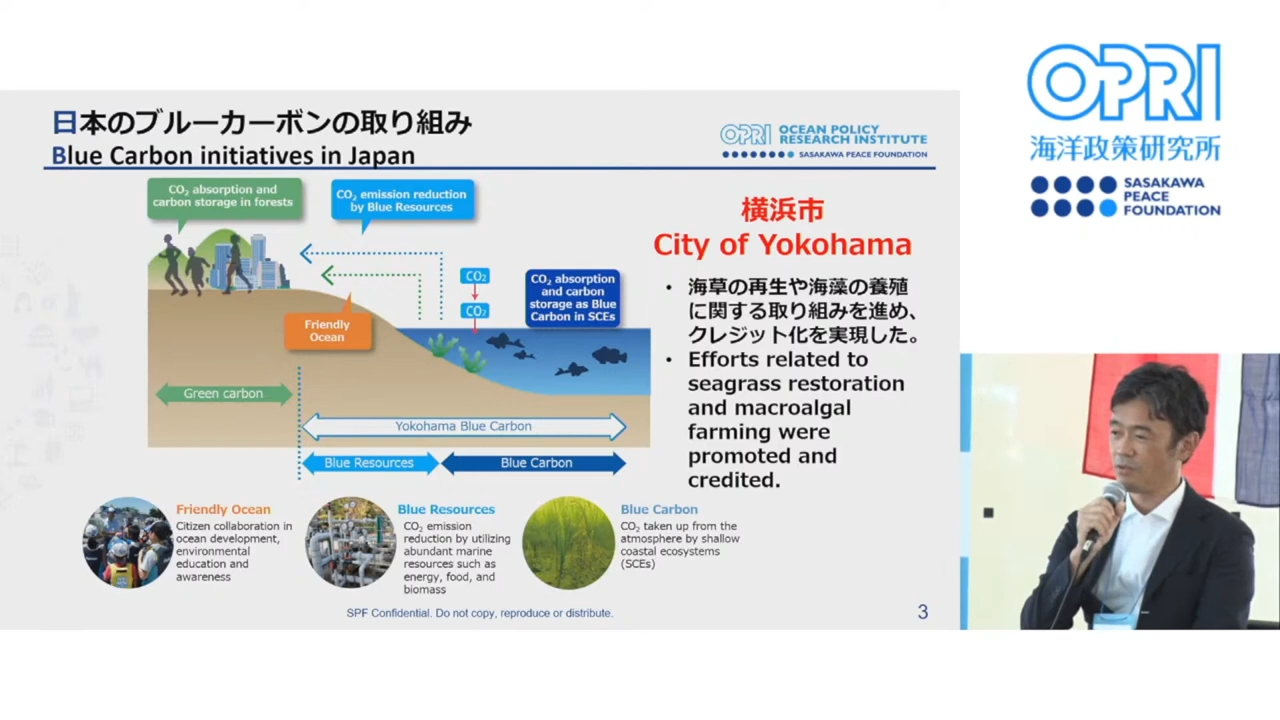 日本のブルーカーボンの取り組み
Blue Carbon initiatives in Japan
OPRI
OCEAN POLICY
RESEARCH INSTITUTE
SASAKAWA PEACE FOUNDATION
CO2 absorption and
carbon storage in forests
CO2 emission reduction
by Blue Resources
CO2
CO2
CO2 absorption
and carbon
storage as Blue
Carbon in SCEs
Friendly
Ocean
Green carbon
Yokohama Blue Carbon
Blue Resources
Blue Carbon
横浜市
City of Yokohama
• 海草の再生や海藻の養殖
に関する取り組みを進め、
クレジット化を実現した。
• Efforts related to
seagrass restoration
and macroalgal
farming were
promoted and
credited.
Friendly Ocean
Citizen collaboration in
ocean development,
environmental
education and
awareness
Blue Resources
CO2 emission
reduction by utilizing
abundant marine
resources such as
energy, food, and
biomass
Blue Carbon
CO2 taken up from the
atmosphere by shallow
coastal ecosystems
(SCEs)
SPF Confidential. Do not copy, reproduce or distribute.
3
OPRI
海洋政策研究所
SASAKAWA
PEACE
FOUNDATION